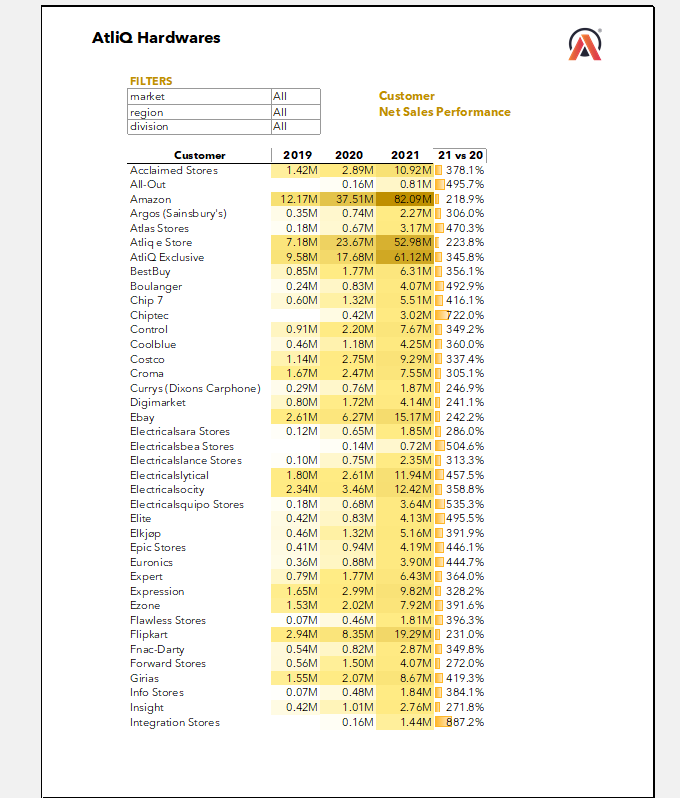 AtliQ Hardwares
FILTERS
market All
region All
division All
Customer
Net Sales Performance
Customer 2019 2020 2021 21 vs 20
Acclaimed Stores 1.42M 2.89M 10.92M 378.1%
All-Out 0.16M 0.81M 495.7%
Amazon 12.17M 37.51M 82.09M 218.9%
Argos (Sainsbury's) 0.35M 0.74M 2.27M 306.0%
Atlas Stores 0.18M 0.67M 3.17M 470.3%
Atliq e Store 7.18M 23.67M 52.98M 223.8%
AtliQ Exclusive 9.58M 17.68M 61.12M 345.8%
BestBuy 0.85M 1.77M 6.31M 356.1%
Boulanger 0.24M 0.83M 4.07M 492.9%
Chip 7 0.60M 1.32M 5.51M 416.1%
Chiptec 0.42M 3.02M 722.0%
Control 0.91M 2.20M 7.67M 349.2%
Coolblue 0.46M 1.18M 4.25M 360.0%
Costco 1.14M 2.75M 9.29M 337.4%
Croma 1.67M 2.47M 7.55M 305.1%
Currys (Dixons Carphone) 0.29M 0.76M 1.87M 246.9%
Digimarket 0.80M 1.72M 4.14M 241.1%
Ebay 2.61M 6.27M 15.17M 242.2%
Electricalsara Stores 0.12M 0.65M 1.85M 286.0%
Electricalsbea Stores 0.14M 0.72M 504.6%
Electricalslance Stores 0.10M 0.75M 2.35M 313.3%
Electricalslytical 1.80M 2.61M 11.94M 457.5%
Electricalsocity 2.34M 3.46M 12.42M 358.8%
Electricalsquipo Stores 0.18M 0.68M 3.64M 535.3%
Elite 0.42M 0.83M 4.13M 495.5%
Elkjøp 0.46M 1.32M 5.16M 391.9%
Epic Stores 0.41M 0.94M 4.19M 446.1%
Euronics 0.36M 0.88M 3.90M 444.7%
Expert 0.79M 1.77M 6.43M 364.0%
Expression 1.65M 2.99M 9.82M 328.2%
Ezone 1.53M 2.02M 7.92M 391.6%
Flawless Stores 0.07M 0.46M 1.81M 396.3%
Flipkart 2.94M 8.35M 19.29M 231.0%
Fnac-Darty 0.54M 0.82M 2.87M 349.8%
Forward Stores 0.56M 1.50M 4.07M 272.0%
Girias 1.55M 2.07M 8.67M 419.3%
Info Stores 0.07M 0.48M 1.84M 384.1%
Insight 0.42M 1.01M 2.76M 271.8%
Integration Stores 0.16M 1.44M 887.2%